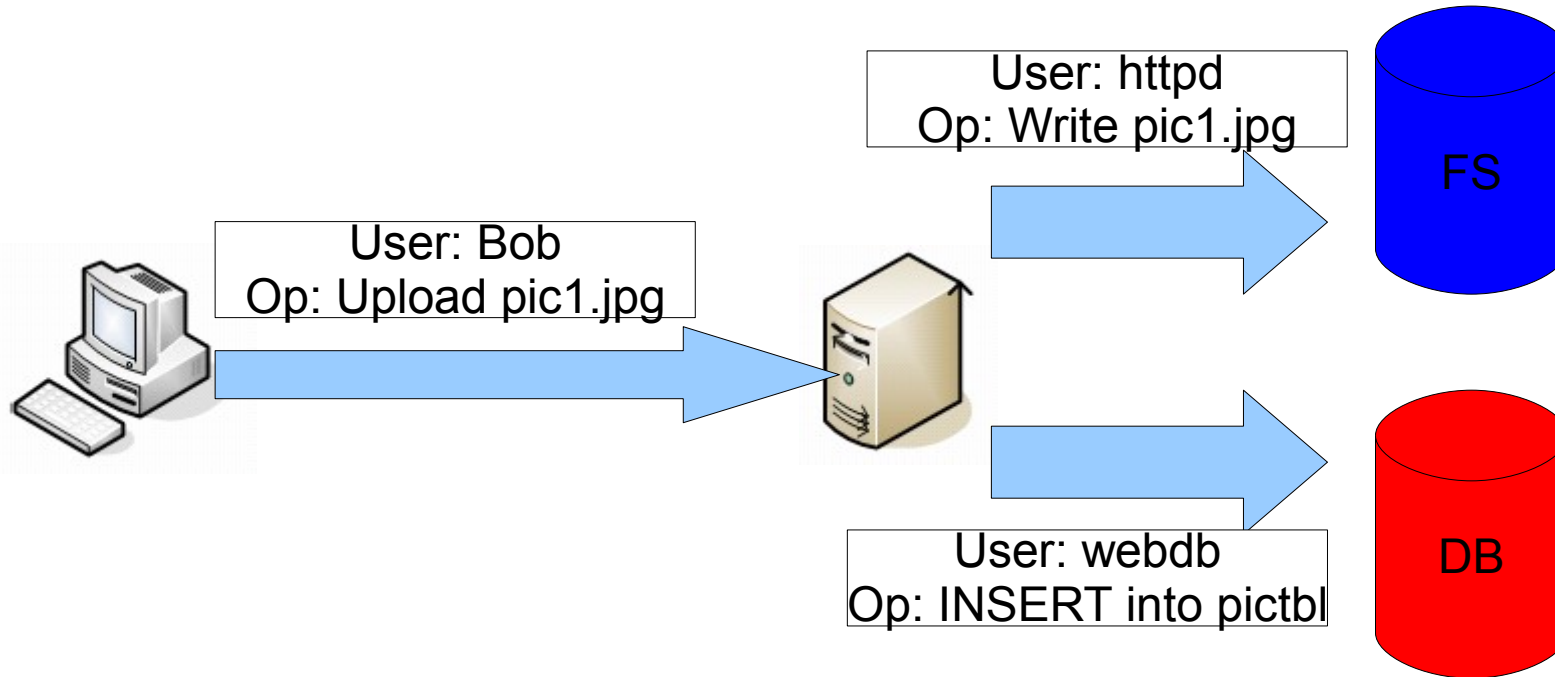 User: httpd
Op: Write pic1.jpg
FS
User: Bob
Op: Upload pic1.jpg
User: webdb
Op: INSERT into pictbl
DB